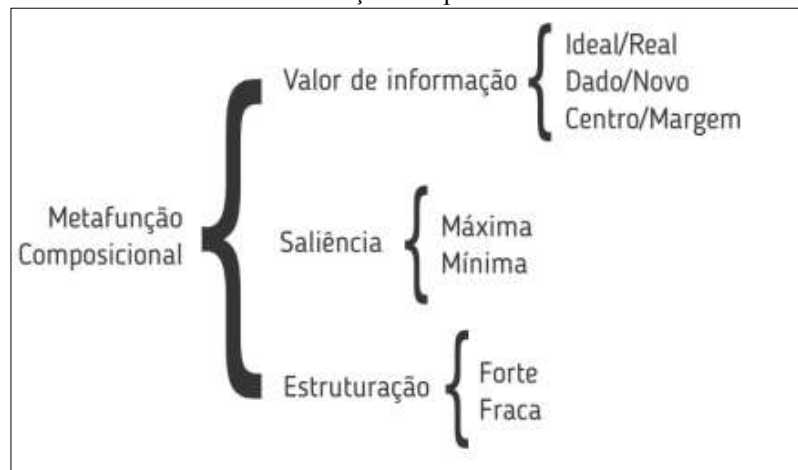 Valor de informação
Ideal/Real
Dado/Novo
Centro/Margem
Metafunção
Composicional
Saliência
Máxima
Mínima
Estruturação
Forte
Fraca